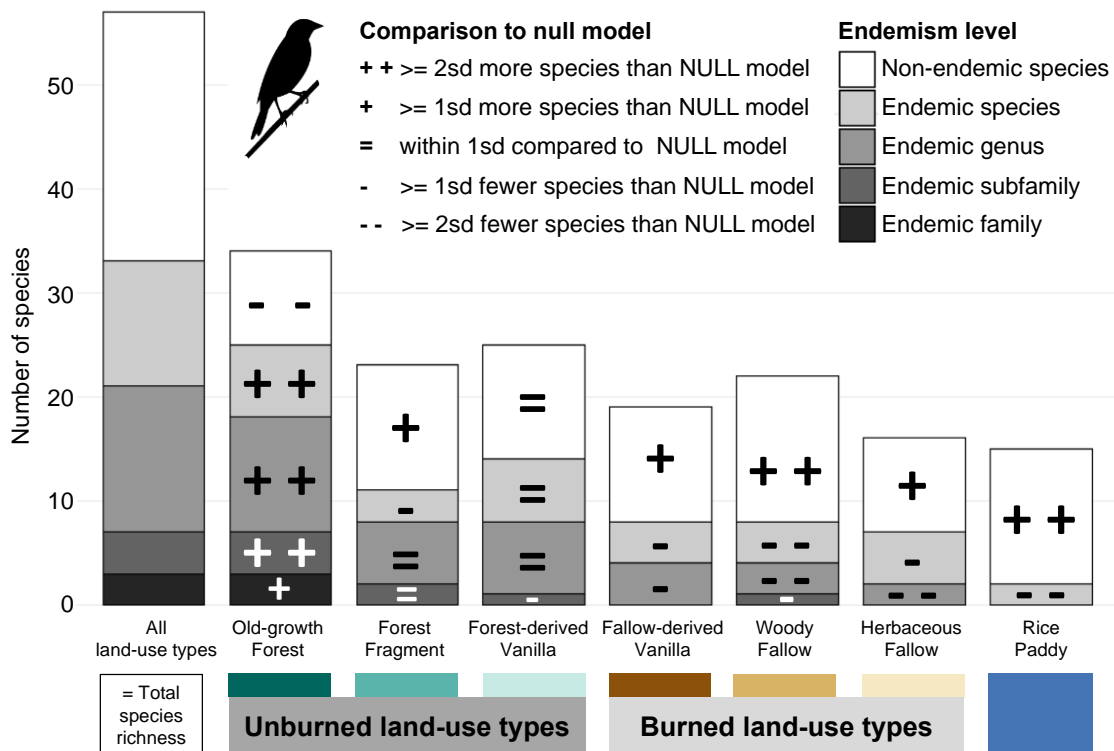 Comparison to null model
+ + >= 2sd more species than NULL model
+ >= 1sd more species than NULL model
= within 1sd compared to NULL model
- >= 1sd fewer species than NULL model
- - >= 2sd fewer species than NULL model
Endemism level
Non-endemic species
Endemic species
Endemic genus
Endemic subfamily
Endemic family
Number of species
50
40
30
20
10
0
- -
+ +
+ +
+ +
+
+
-
=
=
=
=
=
-
+
-
-
+ +
- -
- -
-
+
-
- -
+ +
- -
All
land-use types
Old-growth
Forest
Forest
Fragment
Forest-derived
Vanilla
Fallow-derived
Vanilla
Woody
Fallow
Herbaceous
Fallow
Rice
Paddy
= Total
species
richness
Unburned land-use types
Burned land-use types